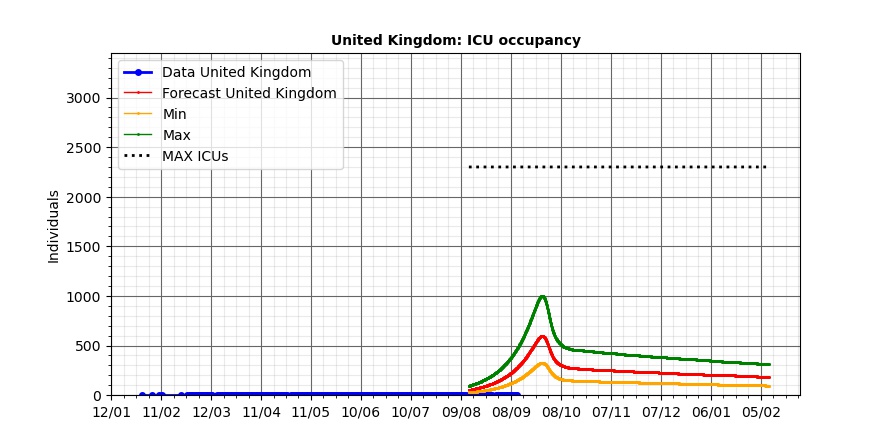 United Kingdom: ICU occupancy
Data United Kingdom
Forecast United Kingdom
Min
Max
MAX ICUs
Individuals
3000
2500
2000
1500
1000
500
0
12/01 11/02 12/03 11/04 11/05 10/06 10/07 09/08 08/09 08/10 07/11 07/12 06/01 05/02